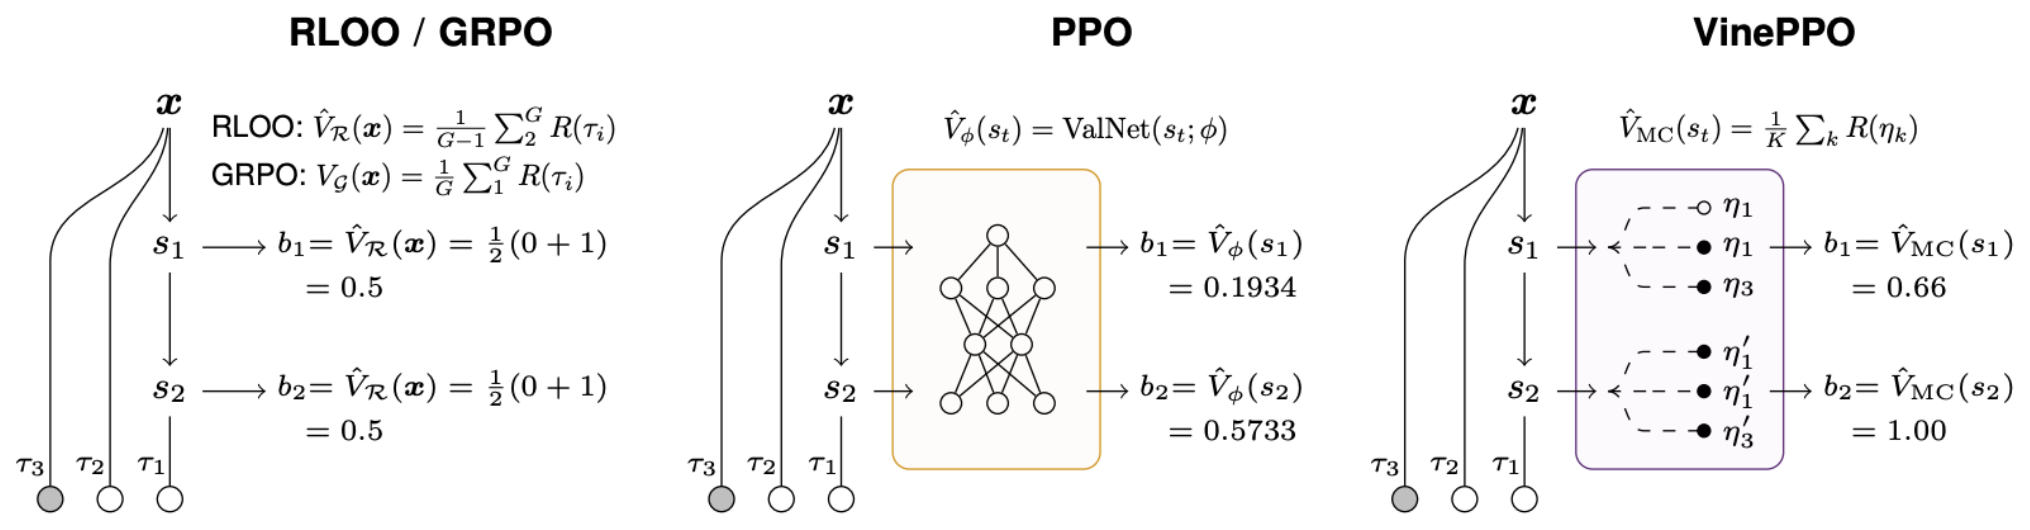 RLOO / GRPO
x
RLOO: V̂_R(x) = 1/(G−1) ∑_2^G R(τ_i)
GRPO: V_G(x) = 1/G ∑_1^G R(τ_i)
s_1
b_1 = V̂_R(x) = 1/2(0 + 1)
= 0.5
s_2
b_2 = V̂_R(x) = 1/2(0 + 1)
= 0.5
τ_3 τ_2 τ_1
PPO
x
V̂_ϕ(s_t) = ValNet(s_t; ϕ)
s_1
b_1 = V̂_ϕ(s_1)
= 0.1934
s_2
b_2 = V̂_ϕ(s_2)
= 0.5733
τ_3 τ_2 τ_1
VinePPO
x
V̂_MC(s_t) = 1/K ∑_k R(η_k)
η_1
s_1
η_1
b_1 = V̂_MC(s_1)
η_3
= 0.66
η′_1
s_2
η′_1
b_2 = V̂_MC(s_2)
η′_3
= 1.00
τ_3 τ_2 τ_1